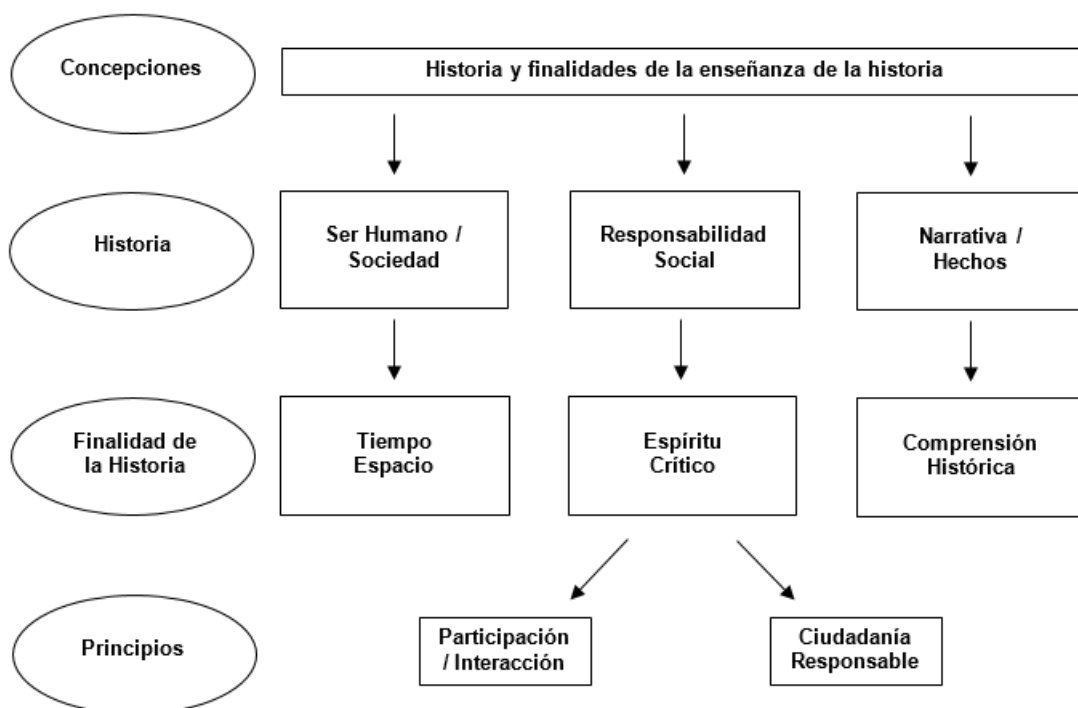 Concepciones
Historia y finalidades de la enseñanza de la historia
Historia
Ser Humano /
Sociedad
Responsabilidad
Social
Narrativa /
Hechos
Finalidad de
la Historia
Tiempo
Espacio
Espíritu
Crítico
Comprensión
Histórica
Principios
Participación
/ Interacción
Ciudadanía
Responsable